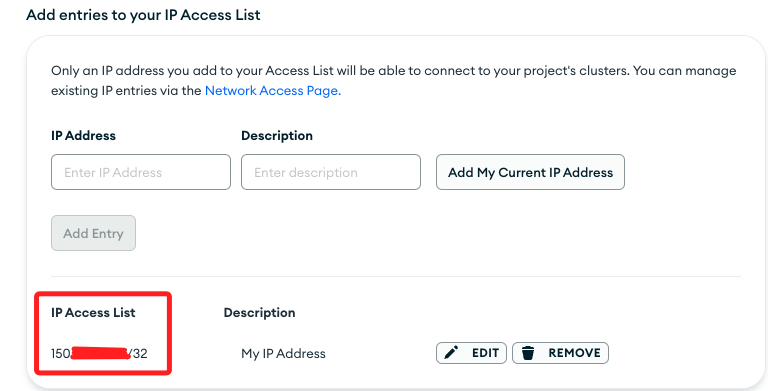 Add entries to your IP Access List
Only an IP address you add to your Access List will be able to connect to your project's clusters. You can manage
existing IP entries via the Network Access Page.
IP Address Description
Enter IP Address Enter description Add My Current IP Address
Add Entry
IP Access List Description
150 /32 My IP Address EDIT REMOVE